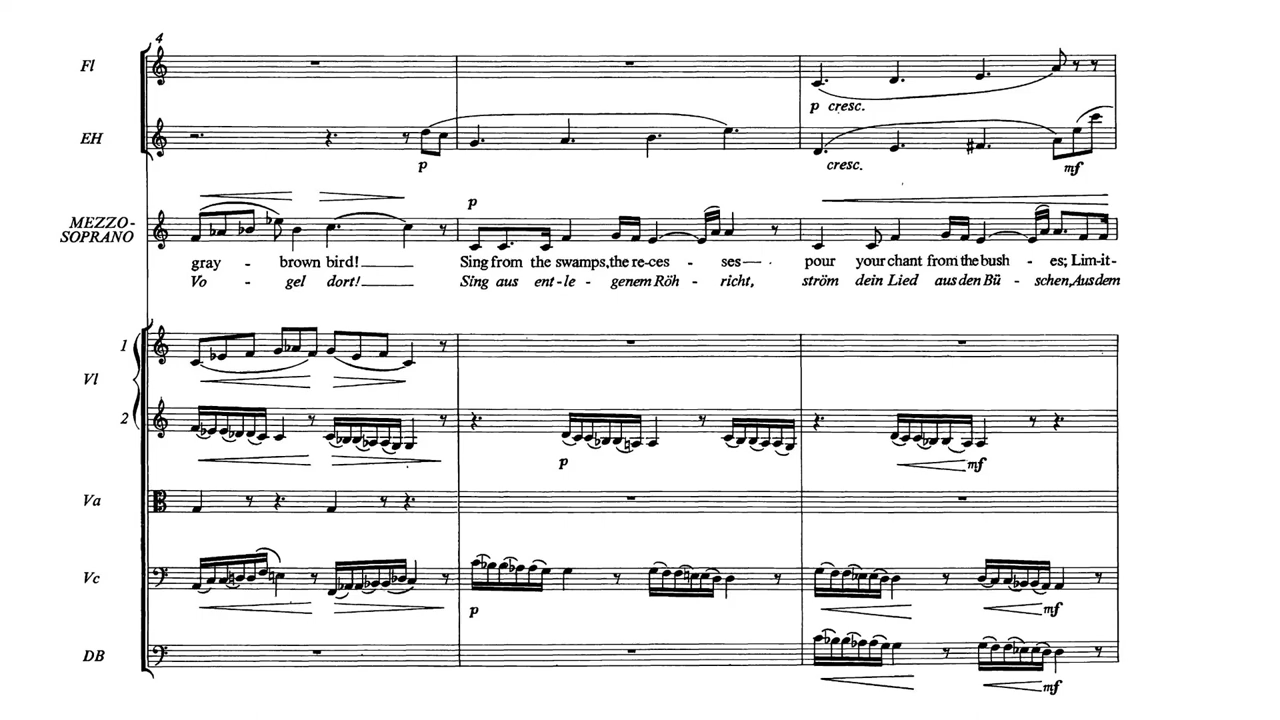 4
Fl
p cresc.
EH
p
cresc.
mf
p
MEZZO-
SOPRANO
gray - brown bird! Sing from the swamps, the re-ces - ses - pour your chant from the bush - es; Lim-it-
Vo - gel dort! Sing aus ent-le - genem Röh - richt, ström dein Lied aus den Bü - schen, Aus dem
1
Vl
2
p
mf
Va
Vc
p
mf
DB
mf